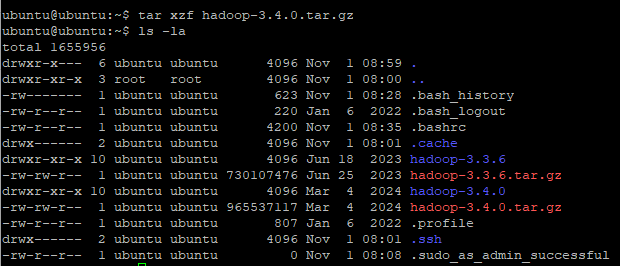 ubuntu@ubuntu:~$ tar xzf hadoop-3.4.0.tar.gz
ubuntu@ubuntu:~$ ls -la
total 1655956
drwxr-x--- 6 ubuntu ubuntu 4096 Nov 1 08:59 .
drwxr-xr-x 3 root root 4096 Nov 1 08:00 ..
-rw------- 1 ubuntu ubuntu 623 Nov 1 08:28 .bash_history
-rw-r--r-- 1 ubuntu ubuntu 220 Jan 6 2022 .bash_logout
-rw-r--r-- 1 ubuntu ubuntu 4200 Nov 1 08:35 .bashrc
drwx------ 2 ubuntu ubuntu 4096 Nov 1 08:01 .cache
drwxr-xr-x 10 ubuntu ubuntu 4096 Jun 18 2023 hadoop-3.3.6
-rw-rw-r-- 1 ubuntu ubuntu 730107476 Jun 25 2023 hadoop-3.3.6.tar.gz
drwxr-xr-x 10 ubuntu ubuntu 4096 Mar 4 2024 hadoop-3.4.0
-rw-rw-r-- 1 ubuntu ubuntu 965537117 Mar 4 2024 hadoop-3.4.0.tar.gz
-rw-r--r-- 1 ubuntu ubuntu 807 Jan 6 2022 .profile
drwx------ 2 ubuntu ubuntu 4096 Nov 1 08:01 .ssh
-rw-r--r-- 1 ubuntu ubuntu 0 Nov 1 08:08 .sudo_as_admin_successful